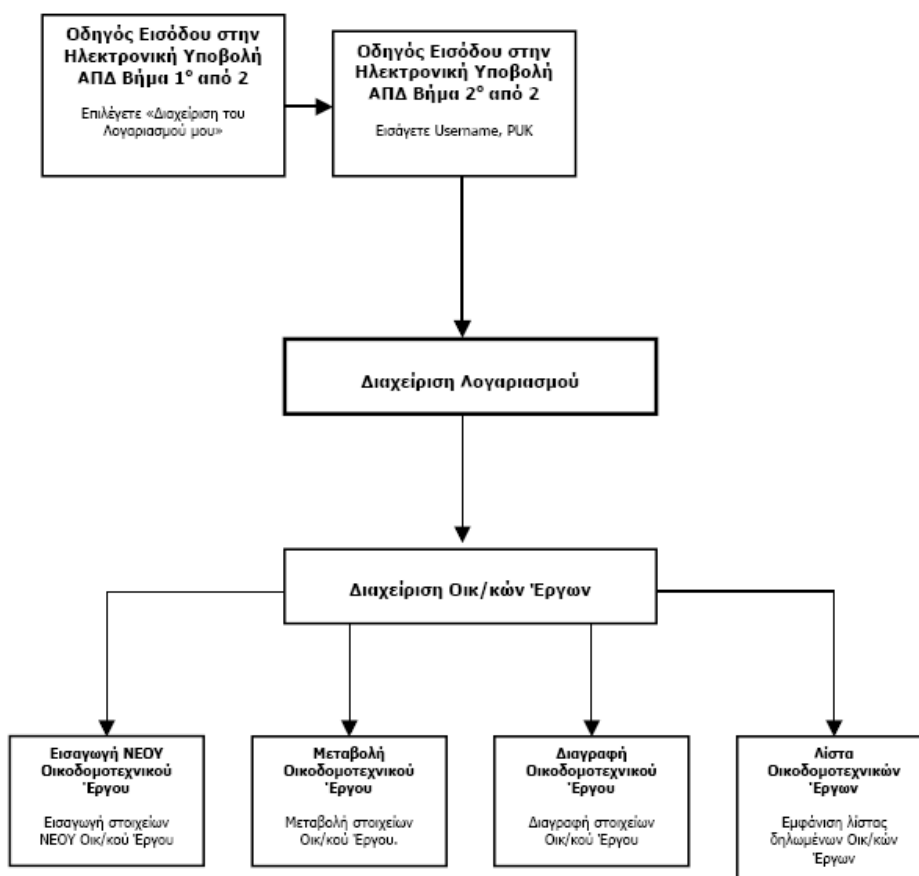 Οδηγός Εισόδου στην
Ηλεκτρονική Υποβολή
ΑΠΔ Βήμα 1º από 2
Επιλέγετε «Διαχείριση του
Λογαριασμού μου»
Οδηγός Εισόδου στην
Ηλεκτρονική Υποβολή
ΑΠΔ Βήμα 2º από 2
Εισάγετε Username, PUK
Διαχείριση Λογαριασμού
Διαχείριση Οικ/κών Έργων
Εισαγωγή ΝΕΟΥ
Οικοδομοτεχνικού
Έργου
Εισαγωγή στοιχείων
ΝΕΟΥ Οικ/κού Έργου
Μεταβολή
Οικοδομοτεχνικού
Έργου
Μεταβολή στοιχείων
Οικ/κού Έργου.
Διαγραφή
Οικοδομοτεχνικού
Έργου
Διαγραφή στοιχείων
Οικ/κού Έργου
Λίστα
Οικοδομοτεχνικών
Έργων
Εμφάνιση λίστας
δηλωμένων Οικ/κών
Έργων